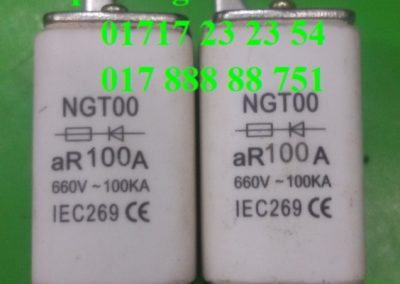 01717 23 23 54
017 888 88 751
NGT00
aR100A
660V ~100KA
IEC269 CE
NGT00
aR100A
660V ~100KA
IEC269 CE